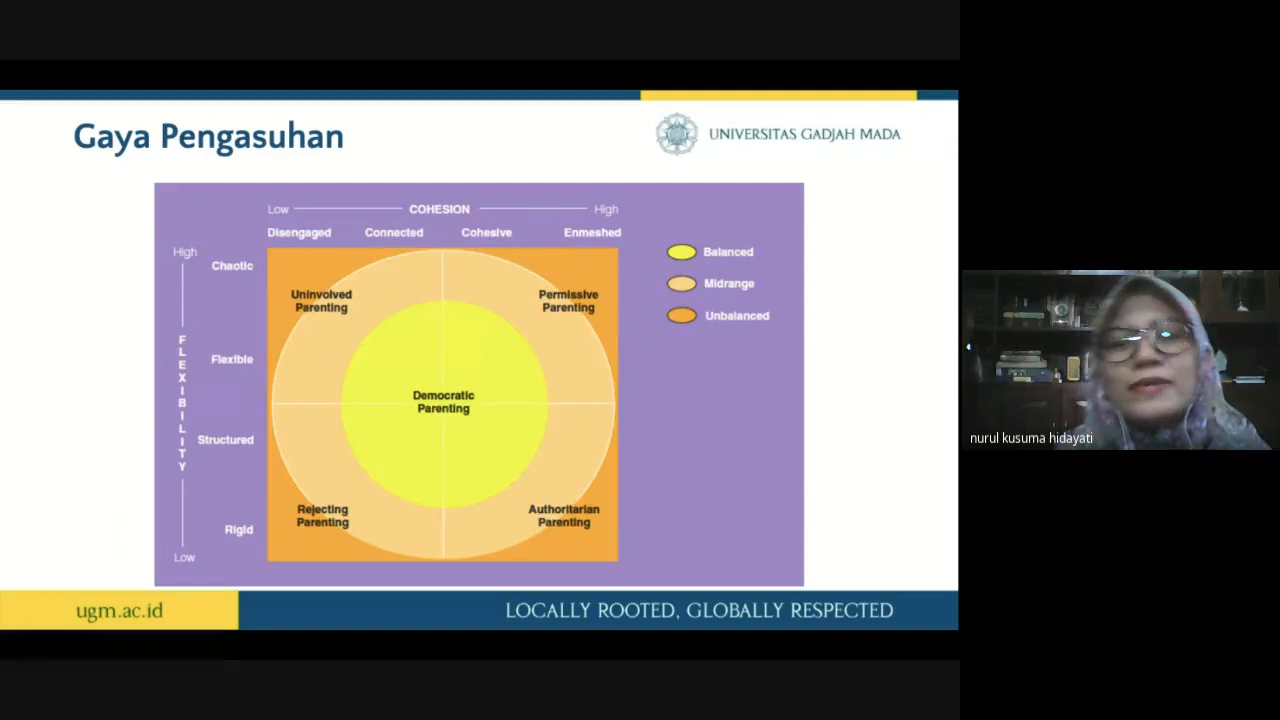 Gaya Pengasuhan
UNIVERSITAS GADJAH MADA
Low COHESION High
Disengaged Connected Cohesive Enmeshed
High
Chaotic
Flexible
Structured
Rigid
Low
FLEXIBILITY
Uninvolved
Parenting
Permissive
Parenting
Democratic
Parenting
Rejecting
Parenting
Authoritarian
Parenting
Balanced
Midrange
Unbalanced
nurul kusuma hidayati
ugm.ac.id
LOCALLY ROOTED, GLOBALLY RESPECTED